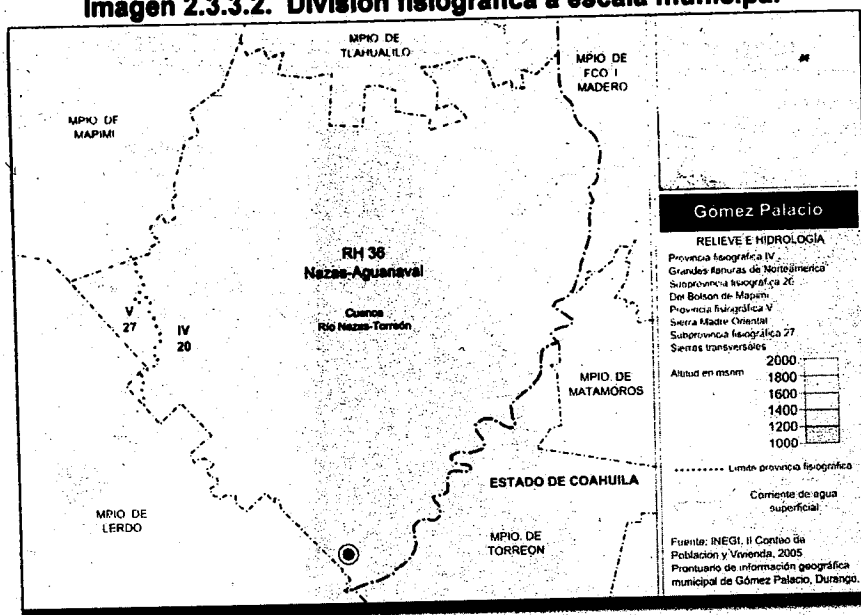 Imagen 2.3.3.2. División fisiográfica a escala municipal
MPIO DE
TLAHUALILO
MPIO DE
FCO I
MADERO
MPIO DE
MAPIMI
RH 36
Nazas-Aguanaval
Cuenca
Río Nazas-Torreón
V
27
IV
20
MPIO. DE
MATAMOROS
ESTADO DE COAHUILA
MPIO DE
LERDO
MPIO. DE
TORREON
Gómez Palacio
RELIEVE E HIDROLOGÍA
Provincia fisiográfica IV
Grandes llanuras de Norteamerica
Subprovincia fisiográfica 20
Del Bolson de Mapimi
Provincia fisiográfica V
Sierra Madre Oriental
Subprovincia fisiográfica 27
Sierras transversales
Altitud en msnm
2000
1800
1600
1400
1200
1000
Limite provincia fisiográfica
Corriente de agua
superficial
Fuente: INEGI, II Conteo de
Poblacion y Vivienda, 2005
Prontuario de información geográfica
municipal de Gómez Palacio, Durango.